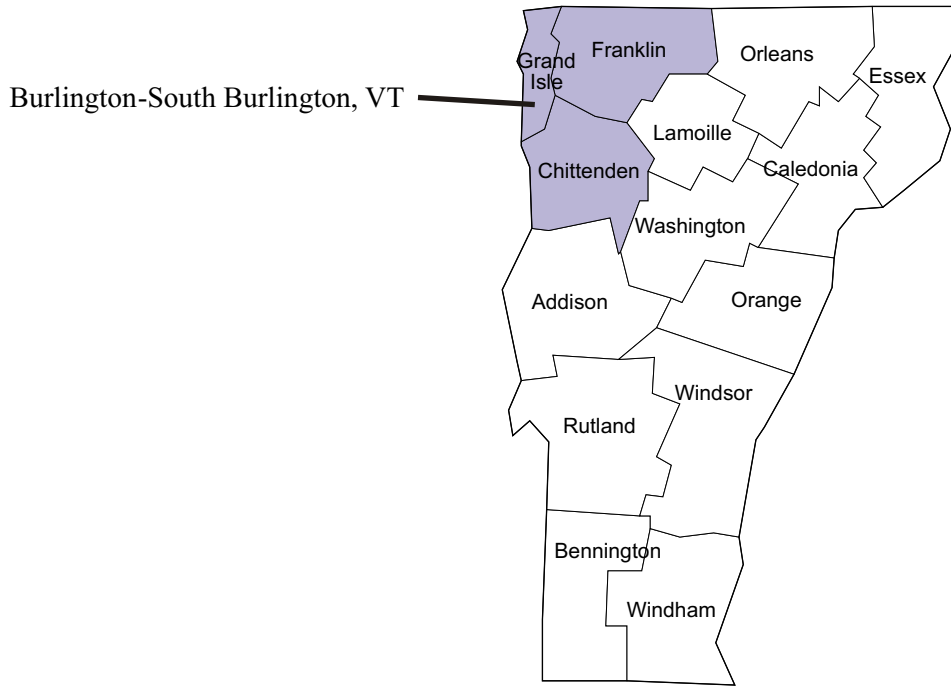 Franklin
Orleans
Grand
Isle
Essex
Burlington-South Burlington, VT
Lamoille
Chittenden
Caledonia
Washington
Addison
Orange
Windsor
Rutland
Bennington
Windham